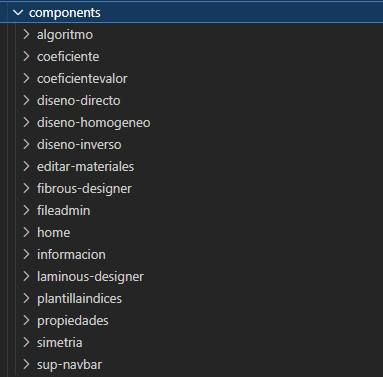 components
algoritmo
coeficiente
coeficientevalor
diseno-directo
diseno-homogeneo
diseno-inverso
editar-materiales
fibrous-designer
fileadmin
home
informacion
laminous-designer
plantillaindices
propiedades
simetria
sup-navbar